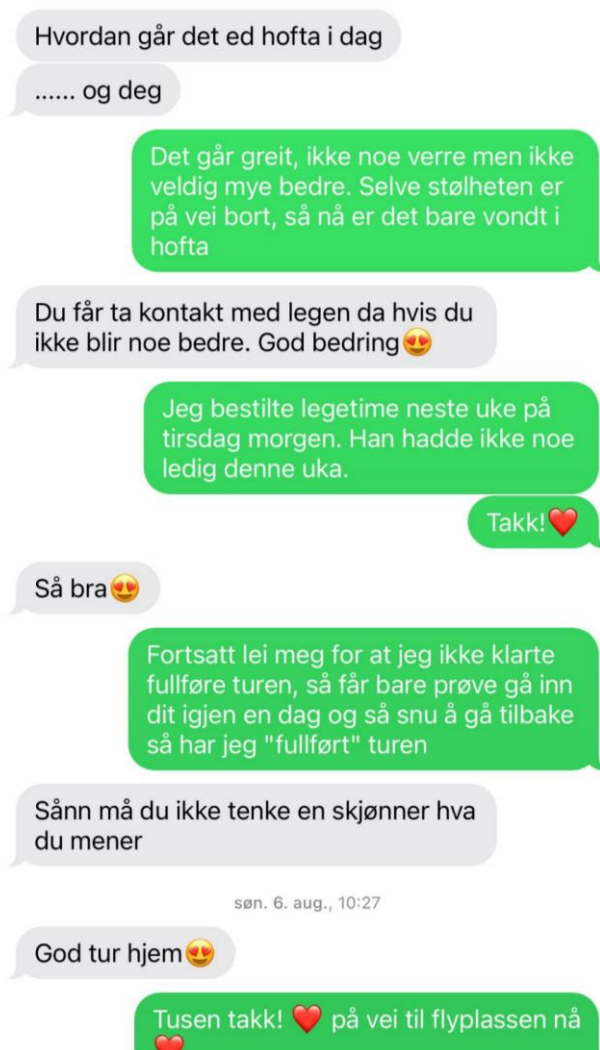 Hvordan går det ed hofta i dag
...... og deg
Det går greit, ikke noe verre men ikke
veldig mye bedre. Selve stølheten er
på vei bort, så nå er det bare vondt i
hofta
Du får ta kontakt med legen da hvis du
ikke blir noe bedre. God bedring😍
Jeg bestilte legetime neste uke på
tirsdag morgen. Han hadde ikke noe
ledig denne uka.
Takk!❤️
Så bra😍
Fortsatt lei meg for at jeg ikke klarte
fullføre turen, så får bare prøve gå inn
dit igjen en dag og så snu å gå tilbake
så har jeg "fullført" turen
Sånn må du ikke tenke en skjønner hva
du mener
søn. 6. aug., 10:27
God tur hjem😍
Tusen takk! ❤️ på vei til flyplassen nå
❤️